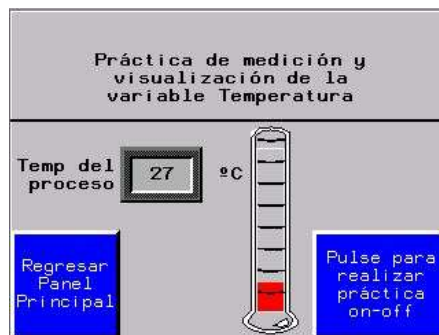 Práctica de medición y
visualización de la
variable Temperatura
Temp del
proceso
27
ºC
Regresar
Panel
Principal
Pulse para
realizar
práctica
on-off